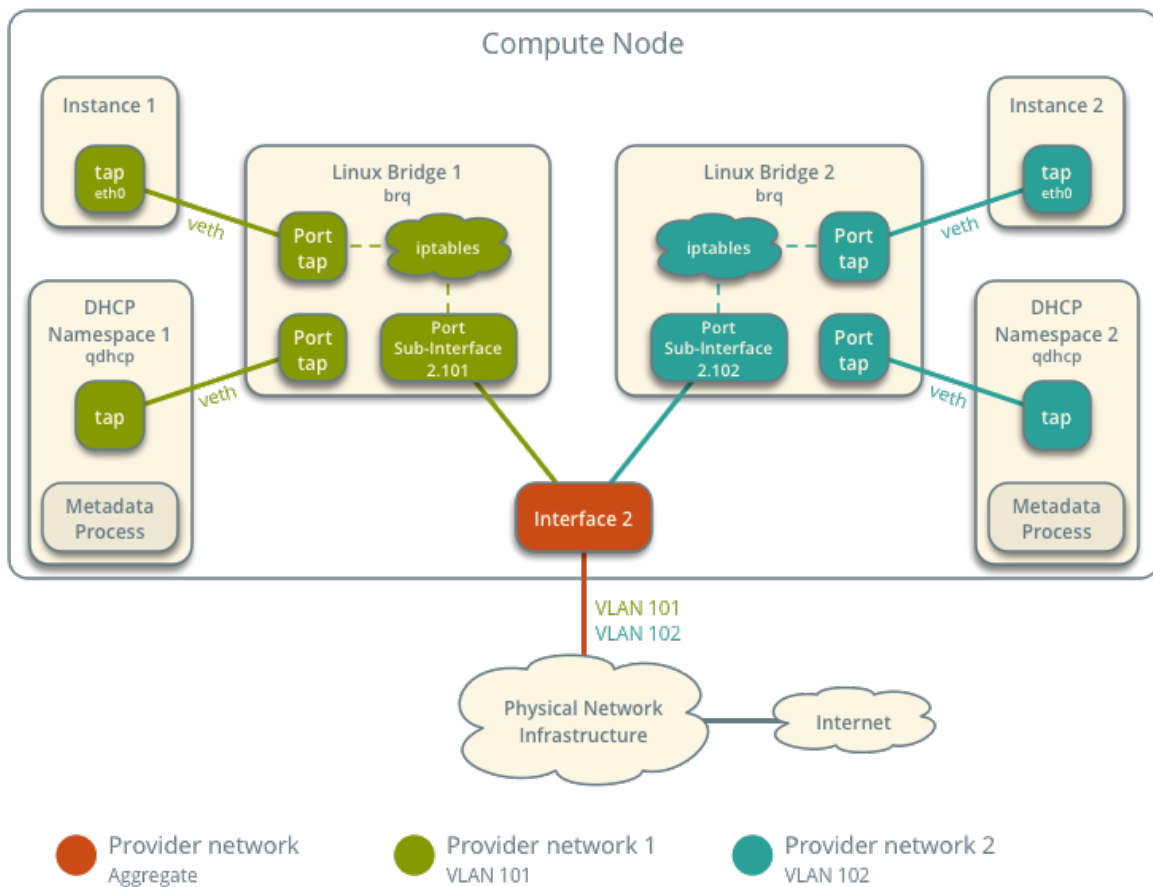 Compute Node
Instance 1
tap
eth0
veth
Linux Bridge 1
brq
Port
tap
iptables
Port
tap
Port
Sub-Interface
2.101
DHCP
Namespace 1
qdhcp
tap
veth
Metadata
Process
Linux Bridge 2
brq
iptables
Port
tap
Port
Sub-Interface
2.102
Port
tap
Instance 2
tap
eth0
veth
DHCP
Namespace 2
qdhcp
tap
veth
Metadata
Process
Interface 2
VLAN 101
VLAN 102
Physical Network
Infrastructure
Internet
Provider network
Aggregate
Provider network 1
VLAN 101
Provider network 2
VLAN 102